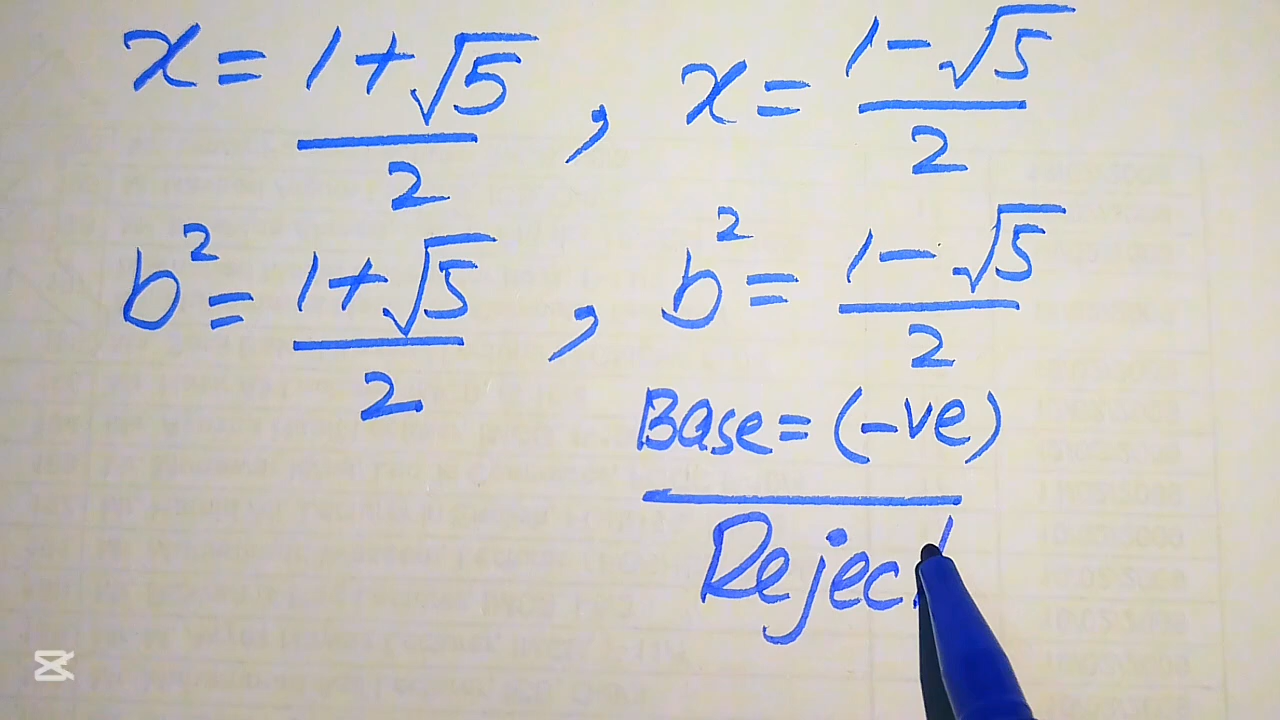 x = 1 + √5 / 2 , x = 1 - √5 / 2
b² = 1 + √5 / 2 , b² = 1 - √5 / 2
Base = (-ve)
Reject